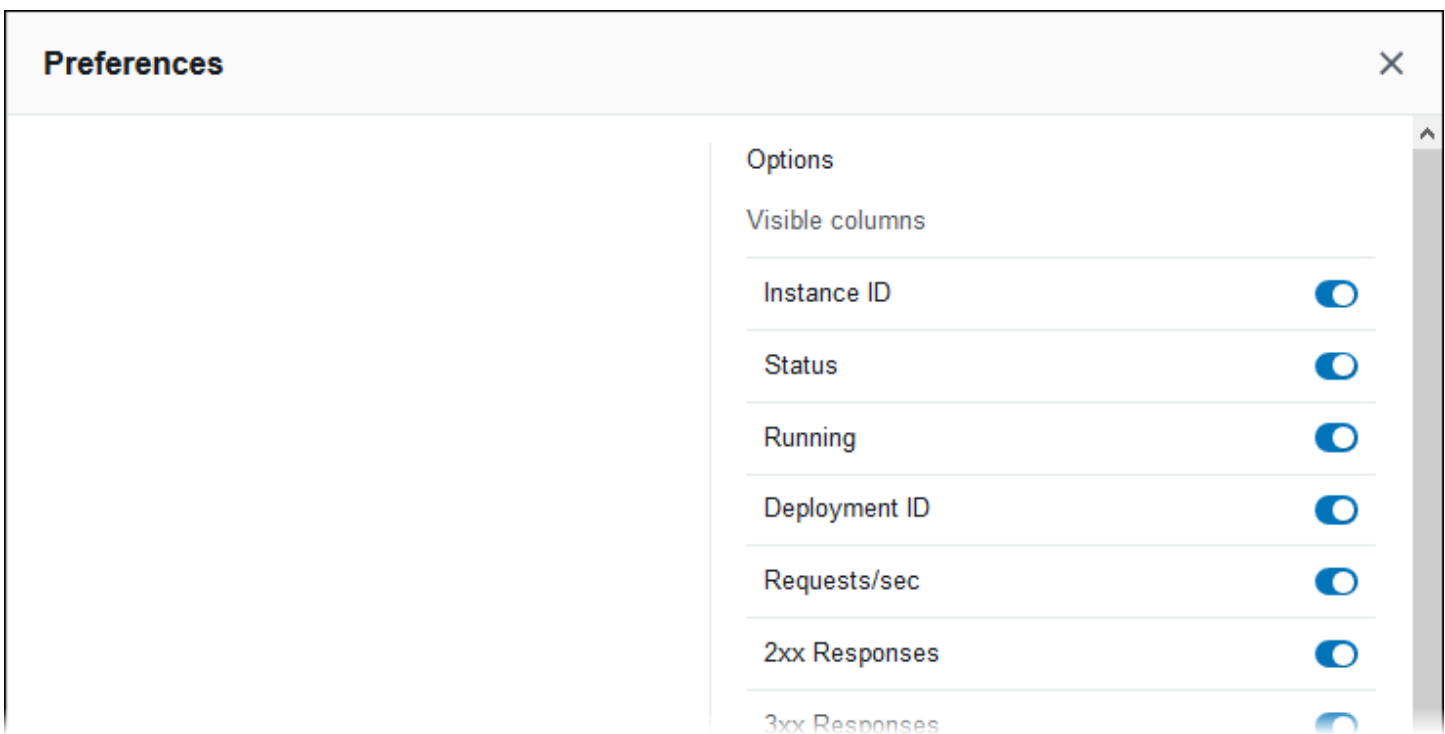 Preferences
Options
Visible columns
Instance ID
Status
Running
Deployment ID
Requests/sec
2xx Responses
3xx Responses